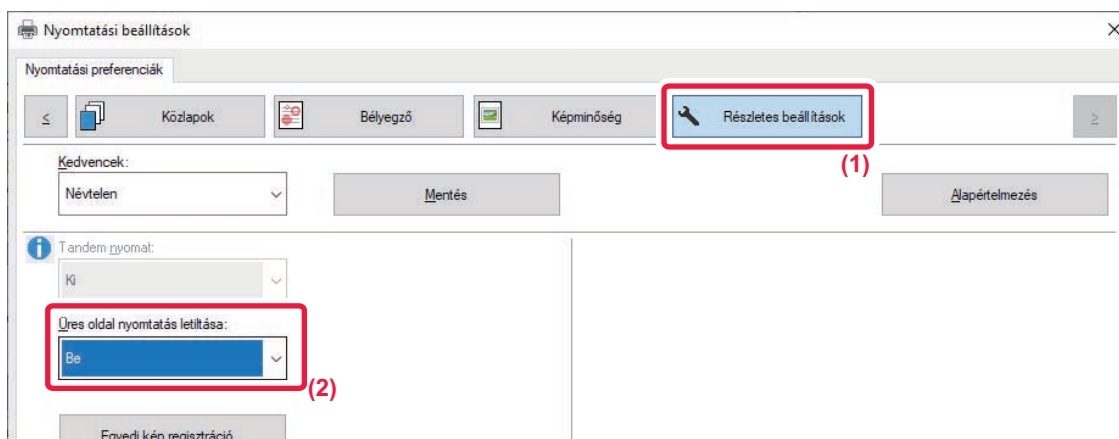 Nyomtatási beállítások
Nyomtatási preferenciák
< Közlapok Bélyegző Képminőség Részletes beállítások >
(1)
Kedvencek:
Névtelen Mentés Alapértelmezés
Tandem nyomat:
Ki
Üres oldal nyomtatás letiltása:
Be
(2)
Egyedi kép regisztráció